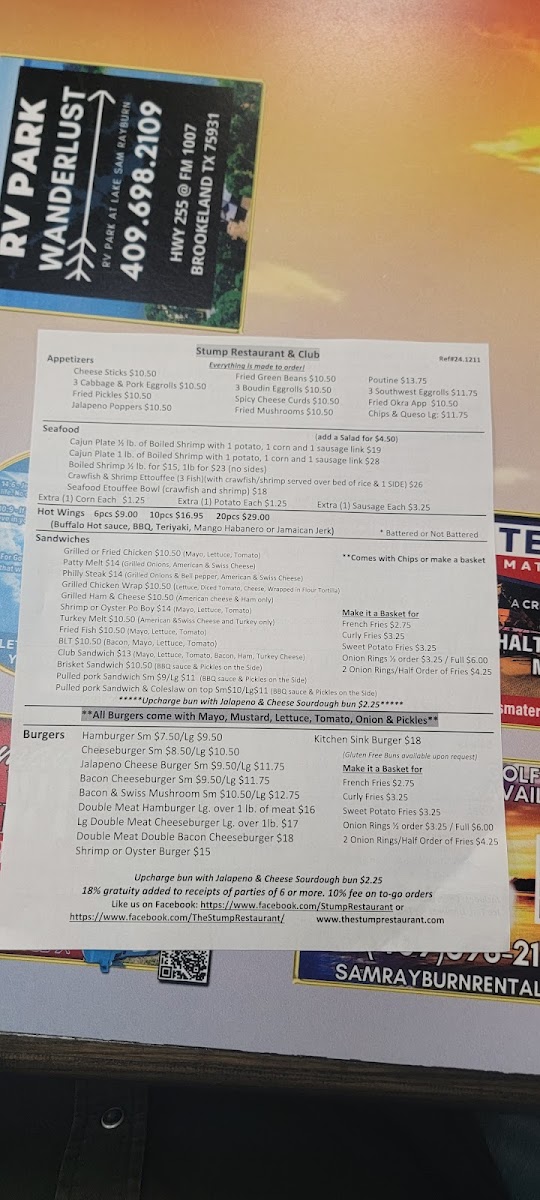 RV PARK
WANDERLUST
RV PARK AT LAKE SAM RAYBURN
409.698.2109
HWY 255 @ FM 1007
BROOKELAND TX 75931
Stump Restaurant & Club
Ref#24.1211
Everything is made to order!
Appetizers
Cheese Sticks $10.50
3 Cabbage & Pork Eggrolls $10.50
Fried Pickles $10.50
Jalapeno Poppers $10.50
Fried Green Beans $10.50
3 Boudin Eggrolls $10.50
Spicy Cheese Curds $10.50
Fried Mushrooms $10.50
Poutine $13.75
3 Southwest Eggrolls $11.75
Fried Okra App $10.50
Chips & Queso Lg: $11.75
Seafood
(add a Salad for $4.50)
Cajun Plate ½ lb. of Boiled Shrimp with 1 potato, 1 corn and 1 sausage link $19
Cajun Plate 1 lb. of Boiled Shrimp with 1 potato, 1 corn and 1 sausage link $28
Boiled Shrimp ½ lb. for $15, 1lb for $23 (no sides)
Crawfish & Shrimp Ettouffee (3 Fish)(with crawfish/shrimp served over bed of rice & 1 SIDE) $26
Seafood Etouffee Bowl (crawfish and shrimp) $18
Extra (1) Corn Each $1.25 Extra (1) Potato Each $1.25 Extra (1) Sausage Each $3.25
Hot Wings 6pcs $9.00 10pcs $16.95 20pcs $29.00
(Buffalo Hot sauce, BBQ, Teriyaki, Mango Habanero or Jamaican Jerk) * Battered or Not Battered
Sandwiches
**Comes with Chips or make a basket
Grilled or Fried Chicken $10.50 (Mayo, Lettuce, Tomato)
Patty Melt $14 (Grilled Onions, American & Swiss Cheese)
Philly Steak $14 (Grilled Onions & Bell pepper, American & Swiss Cheese)
Grilled Chicken Wrap $10.50 (Lettuce, Diced Tomato, Cheese, Wrapped in Flour Tortilla)
Grilled Ham & Cheese $10.50 (American cheese & Ham only)
Shrimp or Oyster Po Boy $14 (Mayo, Lettuce, Tomato)
Turkey Melt $10.50 (American &Swiss Cheese and Turkey only)
Fried Fish $10.50 (Mayo, Lettuce, Tomato)
BLT $10.50 (Bacon, Mayo, Lettuce, Tomato)
Club Sandwich $13 (Mayo, Lettuce, Tomato, Bacon, Ham, Turkey Cheese)
Brisket Sandwich $10.50 (BBQ sauce & Pickles on the Side)
Pulled pork Sandwich Sm $9/Lg $11 (BBQ sauce & Pickles on the Side)
Pulled pork Sandwich & Coleslaw on top Sm$10/Lg$11 (BBQ sauce & Pickles on the Side)
Make it a Basket for
French Fries $2.75
Curly Fries $3.25
Sweet Potato Fries $3.25
Onion Rings ½ order $3.25 / Full $6.00
2 Onion Rings/Half Order of Fries $4.25
*****Upcharge bun with Jalapeño & Cheese Sourdough bun $2.25*****
**All Burgers come with Mayo, Mustard, Lettuce, Tomato, Onion & Pickles**
Burgers
Hamburger Sm $7.50/Lg $9.50
Cheeseburger Sm $8.50/Lg $10.50
Jalapeno Cheese Burger Sm $9.50/Lg $11.75
Bacon Cheeseburger Sm $9.50/Lg $11.75
Bacon & Swiss Mushroom Sm $10.50/Lg $12.75
Double Meat Hamburger Lg. over 1 lb. of meat $16
Lg Double Meat Cheeseburger Lg. over 1lb. $17
Double Meat Double Bacon Cheeseburger $18
Shrimp or Oyster Burger $15
Kitchen Sink Burger $18
(Gluten Free Buns available upon request)
Make it a Basket for
French Fries $2.75
Curly Fries $3.25
Sweet Potato Fries $3.25
Onion Rings ½ order $3.25 / Full $6.00
2 Onion Rings/Half Order of Fries $4.25
Upcharge bun with Jalapeno & Cheese Sourdough bun $2.25
18% gratuity added to receipts of parties of 6 or more. 10% fee on to-go orders
Like us on Facebook: https://www.facebook.com/StumpRestaurant or
https://www.facebook.com/TheStumpRestaurant/ www.thestumprestaurant.com
SAMRAYBURNRENTAL